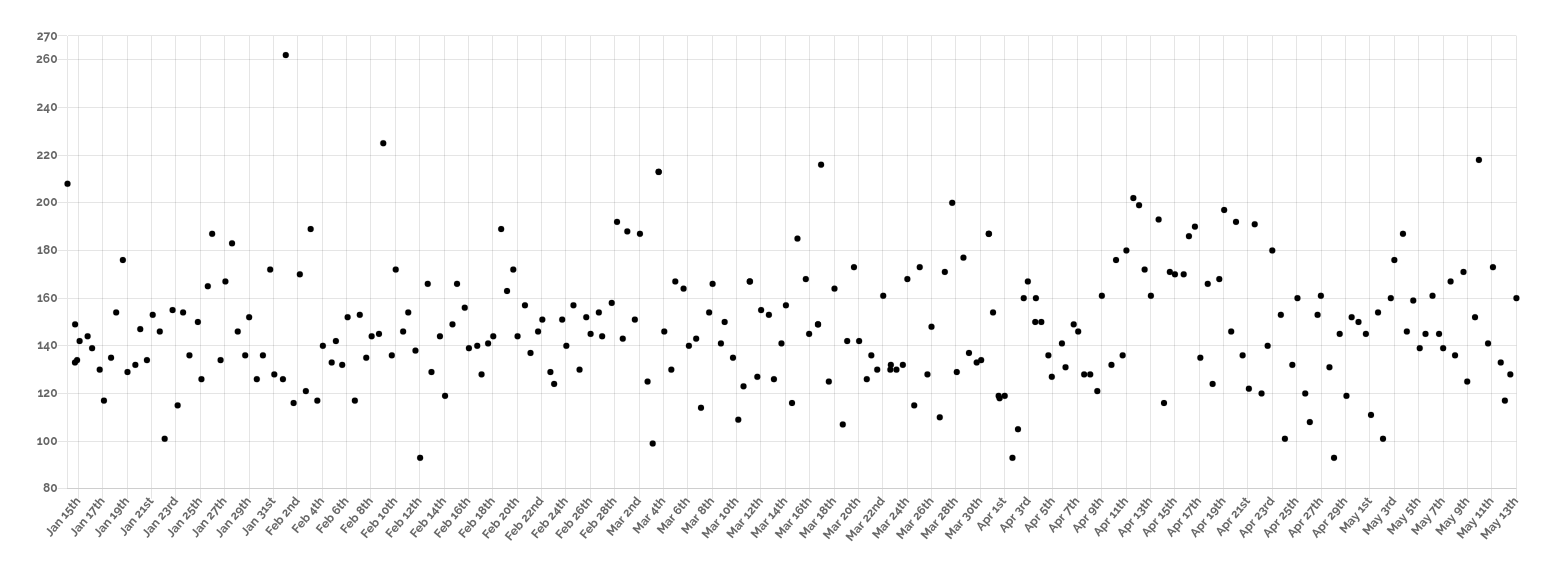 270
260
240
220
200
180
160
140
120
100
80
Jan 15th
Jan 17th
Jan 19th
Jan 21st
Jan 23rd
Jan 25th
Jan 27th
Jan 29th
Jan 31st
Feb 2nd
Feb 4th
Feb 6th
Feb 8th
Feb 10th
Feb 12th
Feb 14th
Feb 16th
Feb 18th
Feb 20th
Feb 22nd
Feb 24th
Feb 26th
Feb 28th
Mar 2nd
Mar 4th
Mar 6th
Mar 8th
Mar 10th
Mar 12th
Mar 14th
Mar 16th
Mar 18th
Mar 20th
Mar 22nd
Mar 24th
Mar 26th
Mar 28th
Mar 30th
Apr 1st
Apr 3rd
Apr 5th
Apr 7th
Apr 9th
Apr 11th
Apr 13th
Apr 15th
Apr 17th
Apr 19th
Apr 21st
Apr 23rd
Apr 25th
Apr 27th
Apr 29th
May 1st
May 3rd
May 5th
May 7th
May 9th
May 11th
May 13th